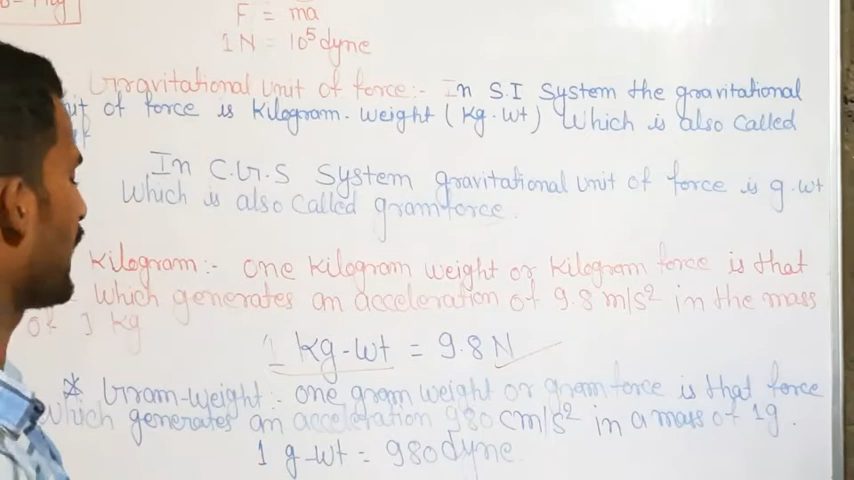 F = ma
1N = 10⁵ dyne
Gravitational unit of force:- In S.I System the gravitational
of force is Kilogram-weight (Kg-wt) Which is also called
In C.G.S System gravitational unit of force is g.wt
Which is also called gramforce.
Kilogram:- one Kilogram weight or Kilogram force is that
which generates an acceleration of 9.8 m/s² in the mass
of 1 kg
1 Kg-wt = 9.8 N
* Gram-weight:- one gram weight or gram force is that force
which generates an acceleration 980 cm/s² in a mass of 1g.
1 g-wt = 980 dyne